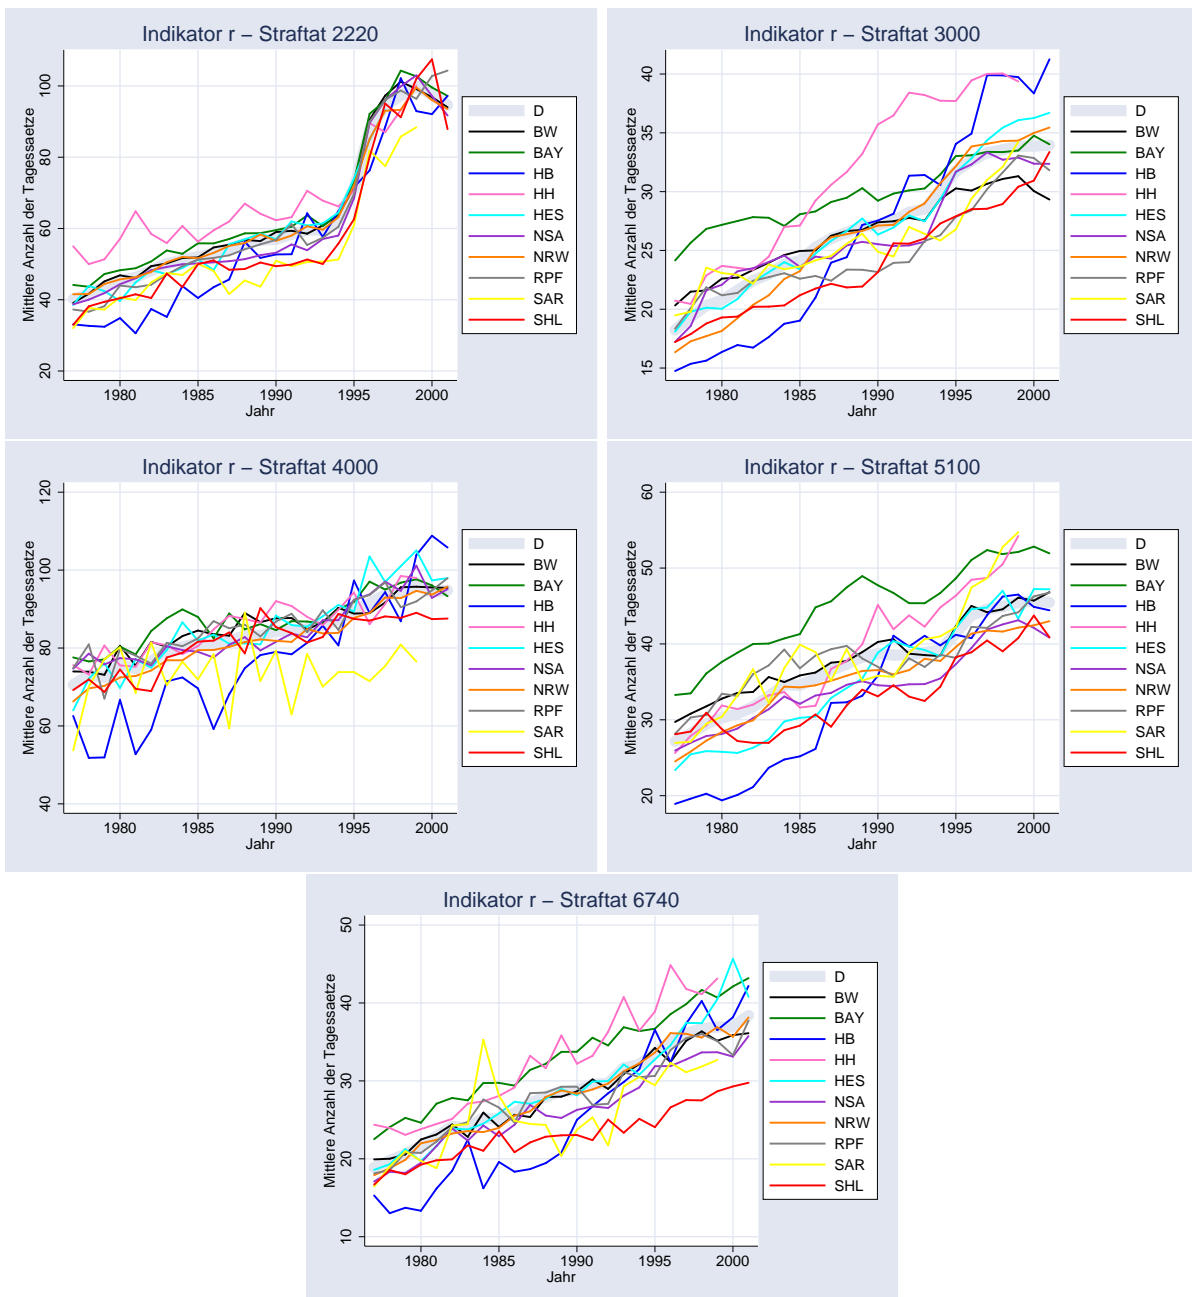 Indikator r – Straftat 2220
Mittlere Anzahl der Tagessaetze
100
80
60
40
20
1980 1985 1990 1995 2000
Jahr
D
BW
BAY
HB
HH
HES
NSA
NRW
RPF
SAR
SHL
Indikator r – Straftat 3000
Mittlere Anzahl der Tagessaetze
40
35
30
25
20
15
1980 1985 1990 1995 2000
Jahr
D
BW
BAY
HB
HH
HES
NSA
NRW
RPF
SAR
SHL
Indikator r – Straftat 4000
Mittlere Anzahl der Tagessaetze
120
100
80
60
40
1980 1985 1990 1995 2000
Jahr
D
BW
BAY
HB
HH
HES
NSA
NRW
RPF
SAR
SHL
Indikator r – Straftat 5100
Mittlere Anzahl der Tagessaetze
60
50
40
30
20
1980 1985 1990 1995 2000
Jahr
D
BW
BAY
HB
HH
HES
NSA
NRW
RPF
SAR
SHL
Indikator r – Straftat 6740
Mittlere Anzahl der Tagessaetze
50
40
30
20
10
1980 1985 1990 1995 2000
Jahr
D
BW
BAY
HB
HH
HES
NSA
NRW
RPF
SAR
SHL